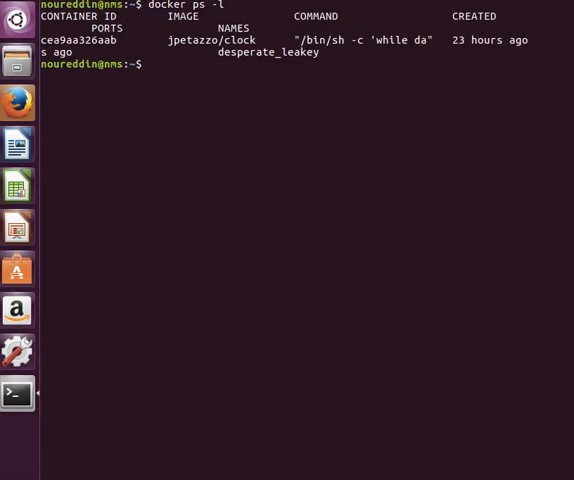 noureddin@nms:~$ docker ps -l
CONTAINER ID IMAGE COMMAND CREATED
PORTS NAMES
cea9aa326aab jpetazzo/clock "/bin/sh -c 'while da" 23 hours ago
s ago desperate_leakey
noureddin@nms:~$